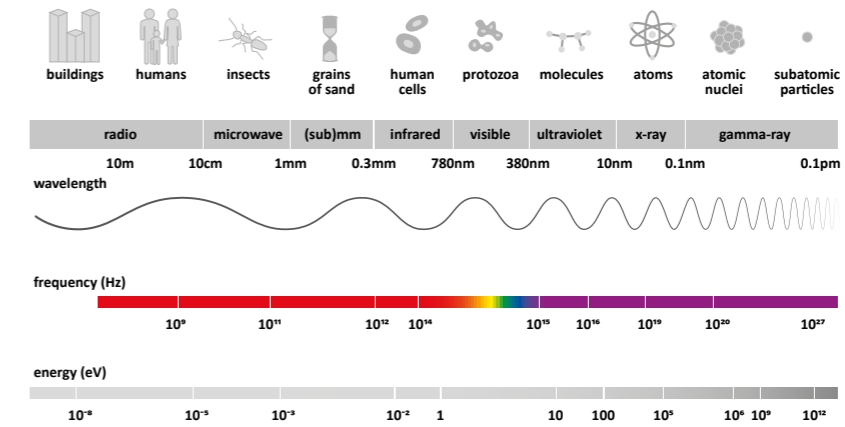 buildings humans insects grains of sand human cells protozoa molecules atoms atomic nuclei subatomic particles
radio microwave (sub)mm infrared visible ultraviolet x-ray gamma-ray
10m 10cm 1mm 0.3mm 780nm 380nm 10nm 0.1nm 0.1pm
wavelength
frequency (Hz)
10⁹ 10¹¹ 10¹² 10¹⁴ 10¹⁵ 10¹⁶ 10¹⁹ 10²⁰ 10²⁷
energy (eV)
10⁻⁸ 10⁻⁵ 10⁻³ 10⁻² 1 10 100 10⁵ 10⁶ 10⁹ 10¹²